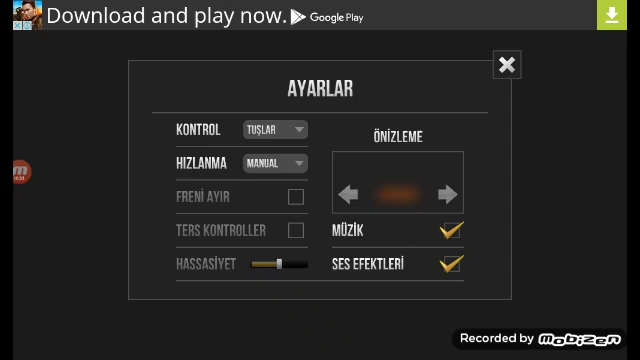 Download and play now. Google Play
AYARLAR
KONTROL TUŞLAR
HIZLANMA MANUAL
FRENİ AYIR
TERS KONTROLLER
HASSASİYET
ÖNİZLEME
MÜZİK
SES EFEKTLERİ
Recorded by mobizen